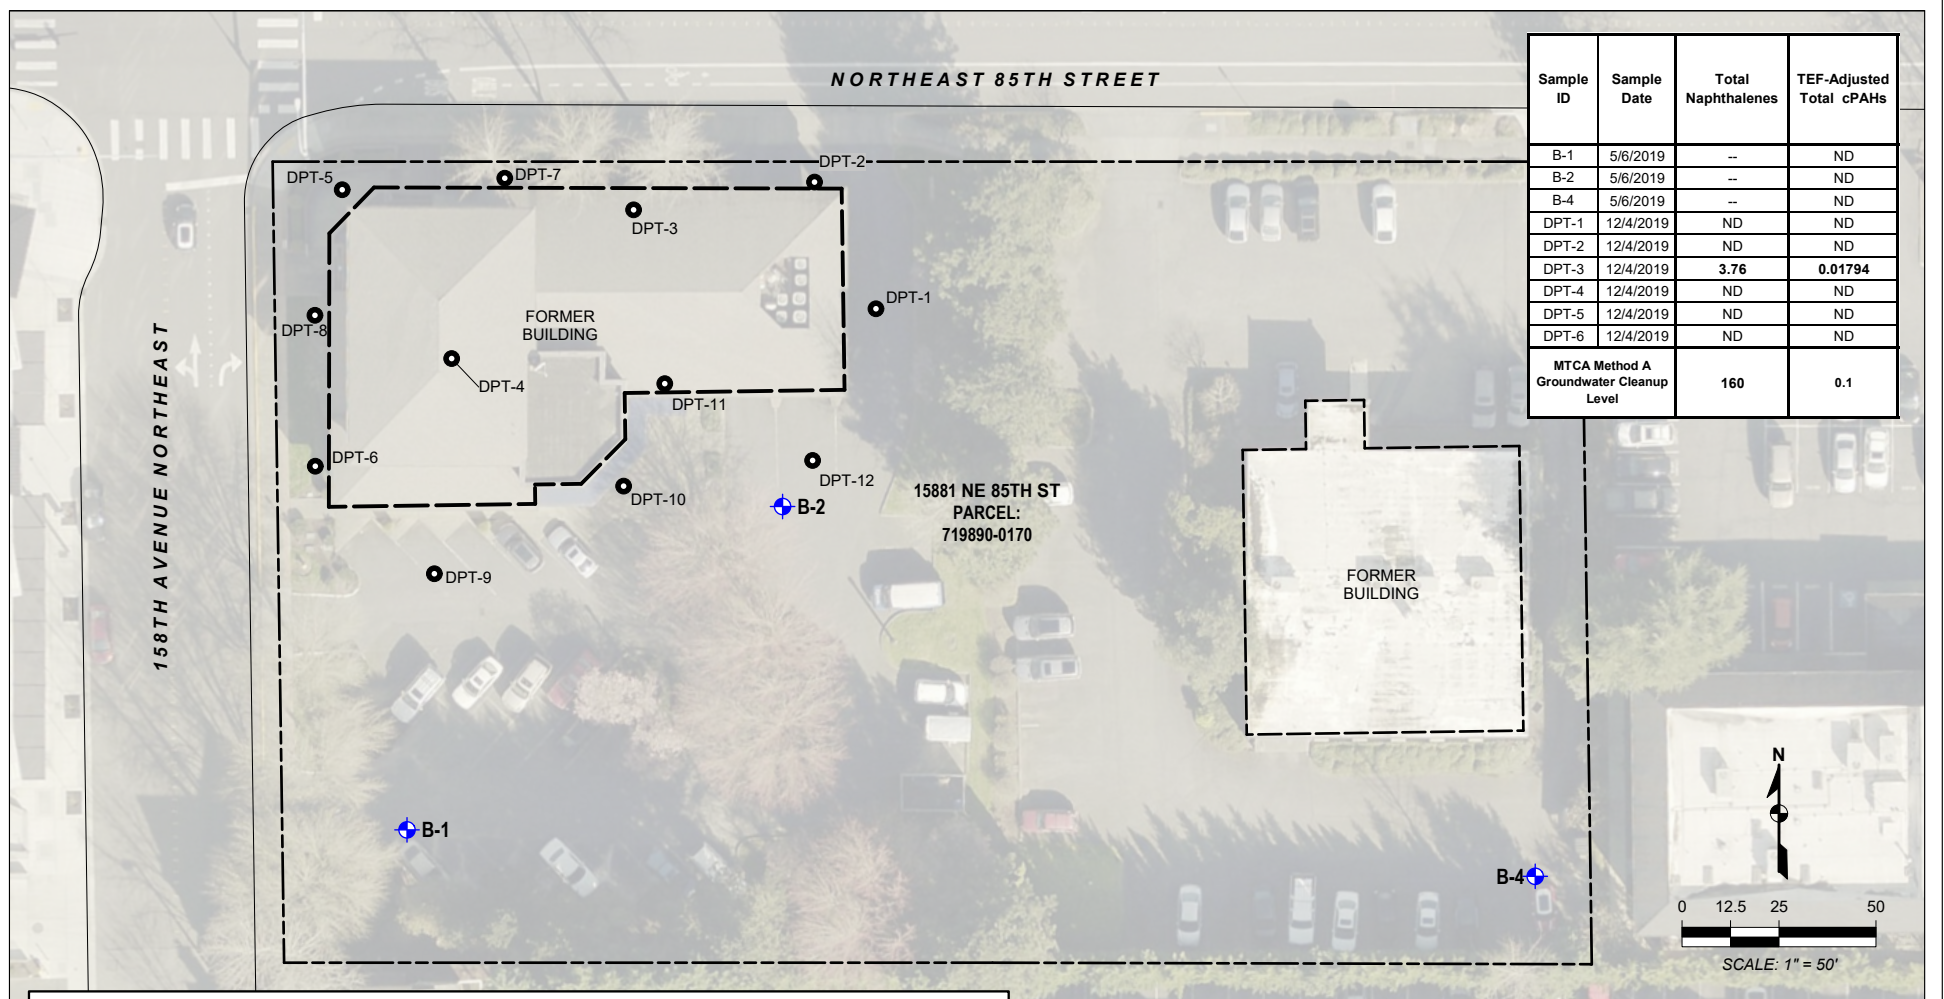 NORTHEAST 85TH STREET
Sample ID | Sample Date | Total Naphthalenes | TEF-Adjusted Total cPAHs
B-1 | 5/6/2019 | -- | ND
B-2 | 5/6/2019 | -- | ND
B-4 | 5/6/2019 | -- | ND
DPT-1 | 12/4/2019 | ND | ND
DPT-2 | 12/4/2019 | ND | ND
DPT-3 | 12/4/2019 | 3.76 | 0.01794
DPT-4 | 12/4/2019 | ND | ND
DPT-5 | 12/4/2019 | ND | ND
DPT-6 | 12/4/2019 | ND | ND
MTCA Method A Groundwater Cleanup Level | 160 | 0.1
DPT-2
DPT-5
DPT-7
DPT-3
DPT-1
FORMER
BUILDING
DPT-8
DPT-4
DPT-11
158TH AVENUE NORTHEAST
DPT-6
DPT-12
DPT-10
B-2
15881 NE 85TH ST
PARCEL:
719890-0170
DPT-9
FORMER
BUILDING
B-1
B-4
N
0 12.5 25 50
SCALE: 1" = 50'